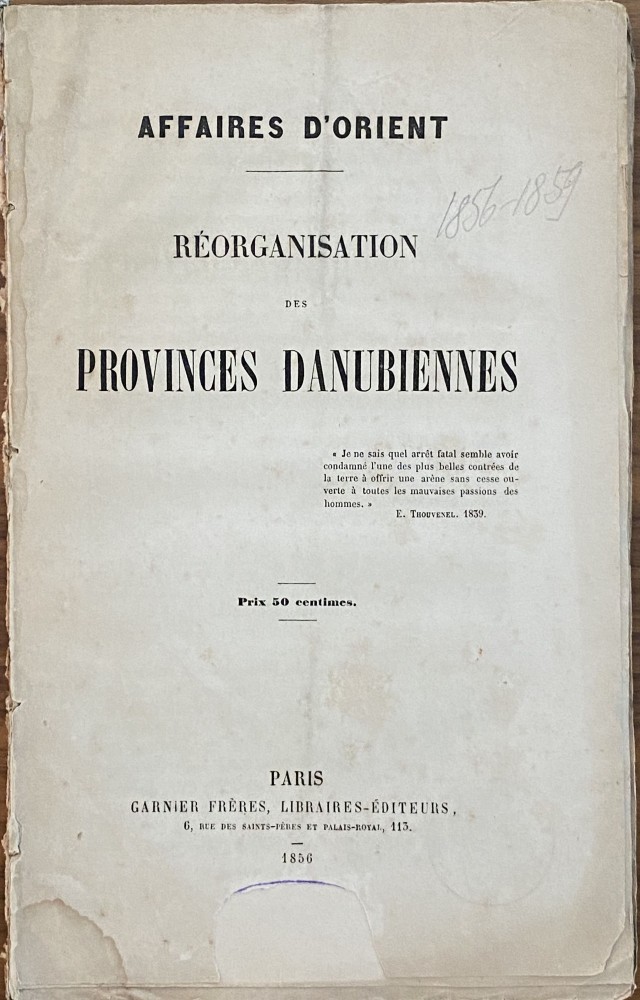 AFFAIRES D'ORIENT
1856-1859
RÉORGANISATION
DES
PROVINCES DANUBIENNES
« Je ne sais quel arrêt fatal semble avoir
condamné l'une des plus belles contrées de
la terre à offrir une arène sans cesse ou-
verte à toutes les mauvaises passions des
hommes. »
E. THOUVENEL. 1839.
Prix 50 centimes.
PARIS
GARNIER FRÈRES, LIBRAIRES-ÉDITEURS,
6, RUE DES SAINTS-PÈRES ET PALAIS-ROYAL, 113.
1856